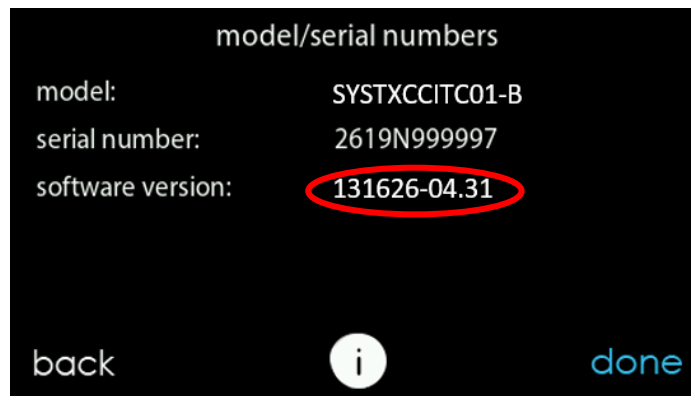 model/serial numbers
model: SYSTXCCITC01-B
serial number: 2619N999997
software version: 131626-04.31
back i done